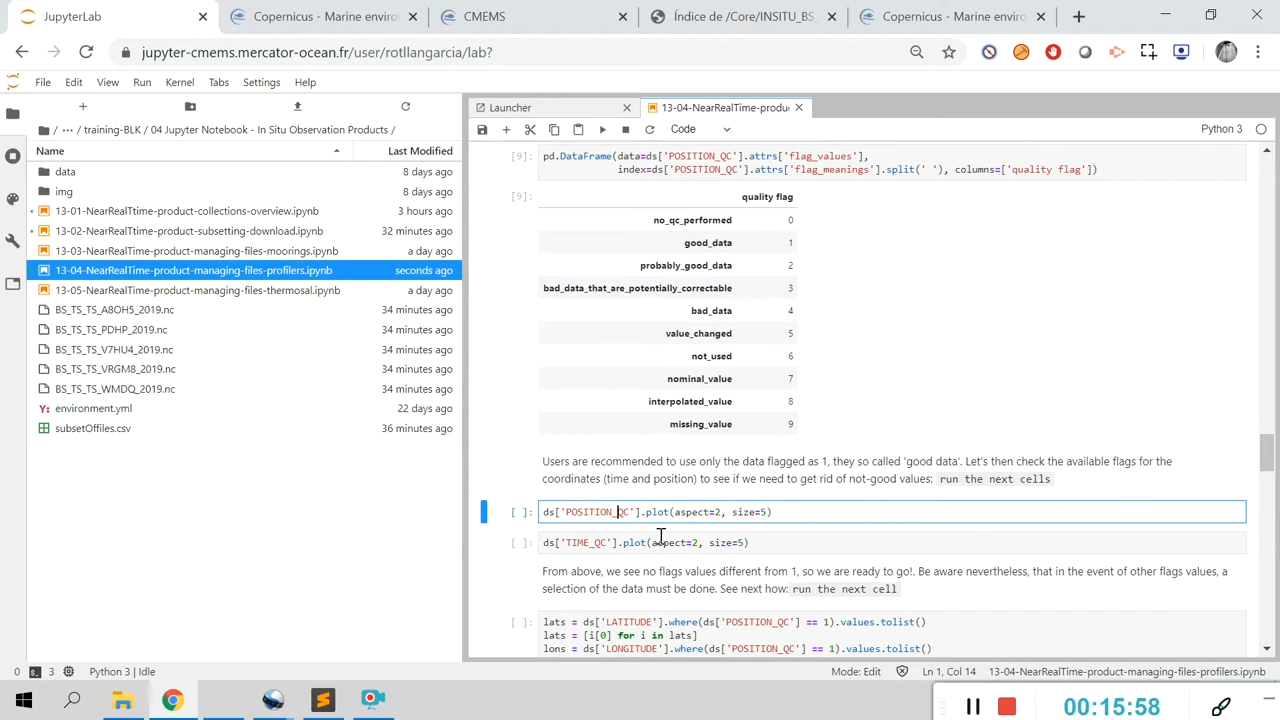 JupyterLab
Copernicus - Marine enviro
CMEMS
Índice de /Core/INSITU_BS_
Copernicus - Marine enviro
jupyter-cmems.mercator-ocean.fr/user/rotllangarcia/lab?
File Edit View Run Kernel Tabs Settings Help
Launcher
13-04-NearRealTime-produc
/ ··· / training-BLK / 04 Jupyter Notebook - In Situ Observation Products /
Code
Python 3
Name Last Modified
data 8 days ago
img 8 days ago
13-01-NearRealTtime-product-collections-overview.ipynb 3 hours ago
13-02-NearRealTtime-product-subsetting-download.ipynb 32 minutes ago
13-03-NearRealTtime-product-managing-files-moorings.ipynb a day ago
13-04-NearRealTime-product-managing-files-profilers.ipynb seconds ago
13-05-NearRealTtime-product-managing-files-thermosal.ipynb a day ago
BS_TS_TS_A8OH5_2019.nc 34 minutes ago
BS_TS_TS_PDHP_2019.nc 34 minutes ago
BS_TS_TS_V7HU4_2019.nc 34 minutes ago
BS_TS_TS_VRGM8_2019.nc 34 minutes ago
BS_TS_TS_WMDQ_2019.nc 34 minutes ago
Y: environment.yml 22 days ago
subsetOffiles.csv 36 minutes ago
[9]: pd.DataFrame(data=ds['POSITION_QC'].attrs['flag_values'],
index=ds['POSITION_QC'].attrs['flag_meanings'].split(' '), columns=['quality flag'])
[9]:
quality flag
no_qc_performed 0
good_data 1
probably_good_data 2
bad_data_that_are_potentially_correctable 3
bad_data 4
value_changed 5
not_used 6
nominal_value 7
interpolated_value 8
missing_value 9
Users are recommended to use only the data flagged as 1, they so called 'good data'. Let's then check the available flags for the
coordinates (time and position) to see if we need to get rid of not-good values: run the next cells
[ ]: ds['POSITION_QC'].plot(aspect=2, size=5)
[ ]: ds['TIME_QC'].plot(aspect=2, size=5)
From above, we see no flags values different from 1, so we are ready to go!. Be aware nevertheless, that in the event of other flags values, a
selection of the data must be done. See next how: run the next cell
[ ]: lats = ds['LATITUDE'].where(ds['POSITION_QC'] == 1).values.tolist()
lats = [i[0] for i in lats]
lons = ds['LONGITUDE'].where(ds['POSITION_QC'] == 1).values.tolist()
0 3 Python 3 | Idle
Mode: Edit Ln 1, Col 14 13-04-NearRealTime-product-managing-files-profilers.ipynb
00:15:58